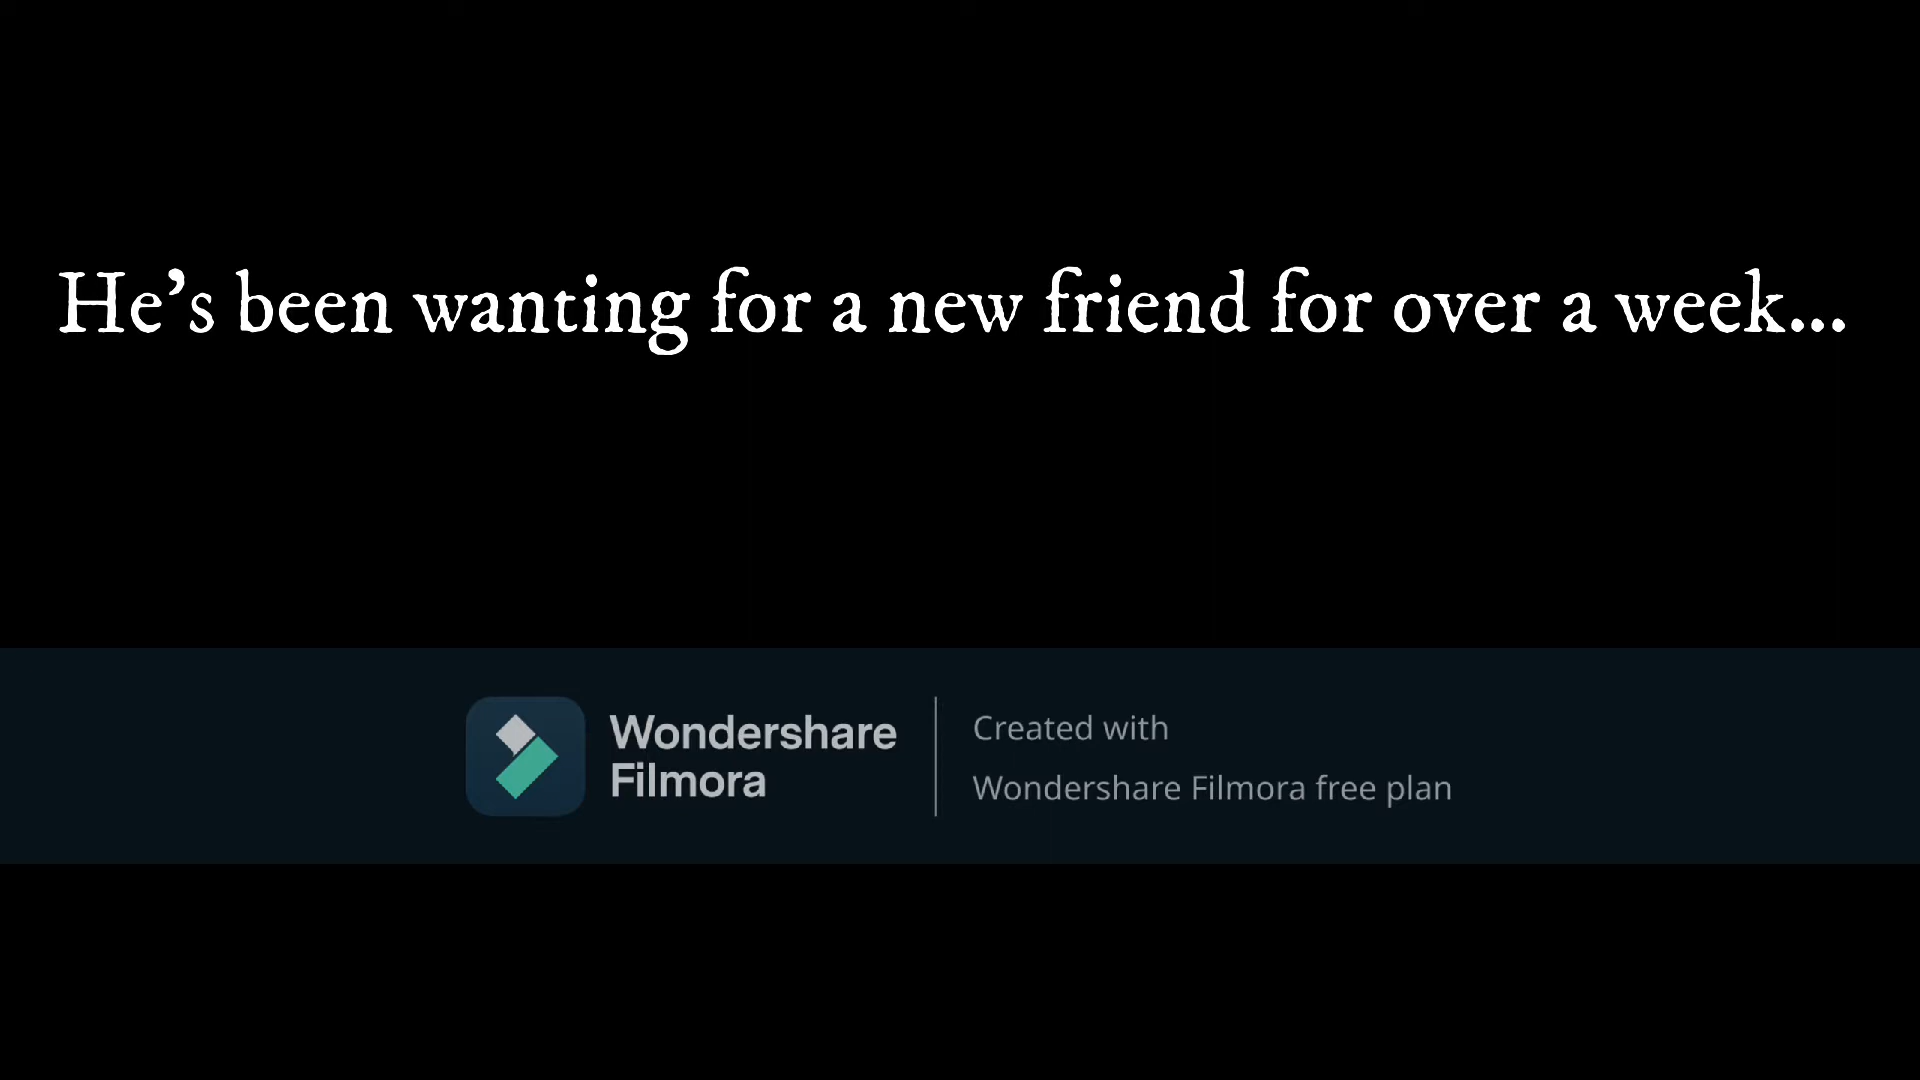 He’s been wanting for a new friend for over a week...
Wondershare
Filmora
Created with
Wondershare Filmora free plan